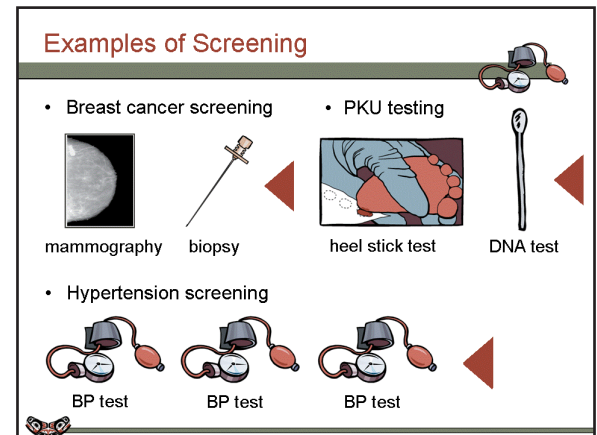 Examples of Screening
• Breast cancer screening
mammography biopsy
• PKU testing
heel stick test DNA test
• Hypertension screening
BP test BP test BP test